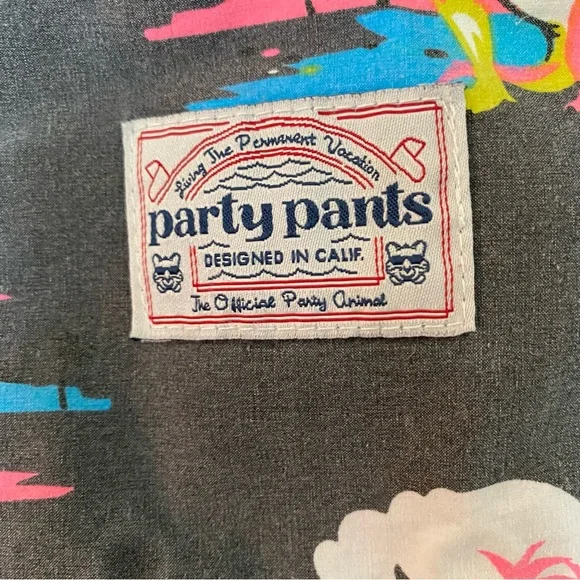 Living The Permanent Vacation
party pants
DESIGNED IN CALIF.
The Official Party Animal